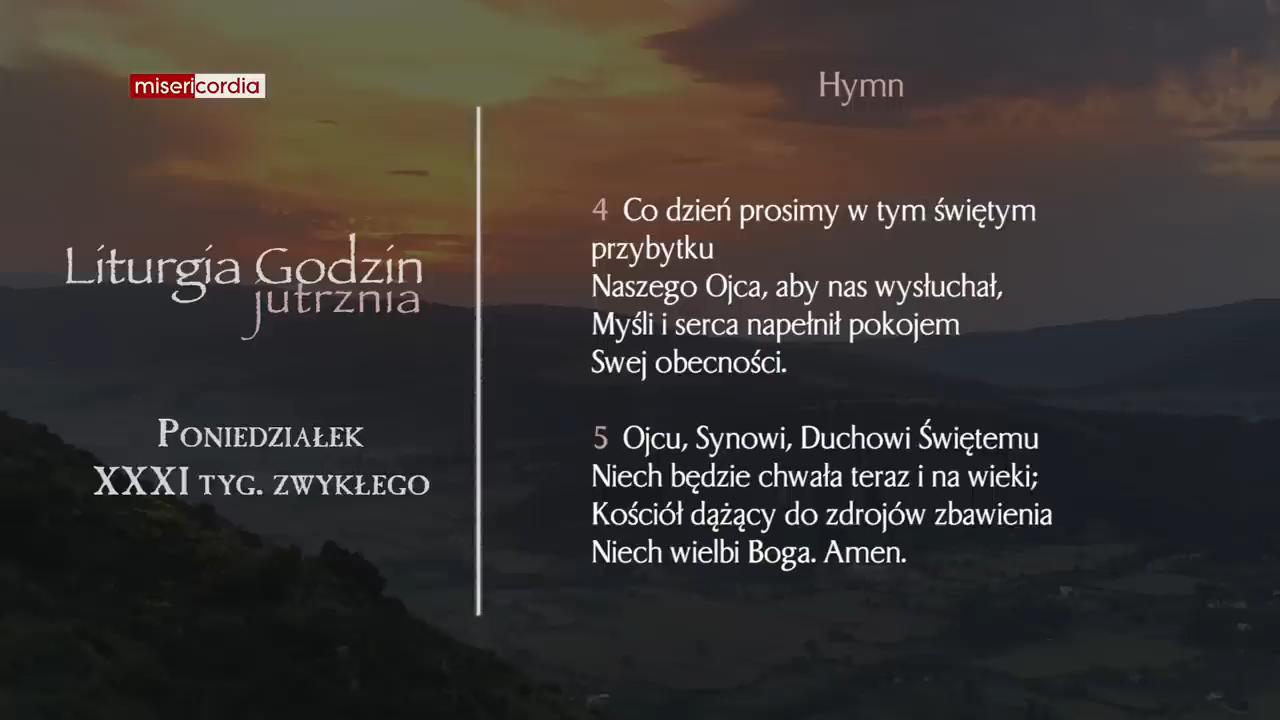 misericordia
Liturgia Godzin
jutrznia
Poniedziałek
XXXI tyg. zwykłego
Hymn
4 Co dzień prosimy w tym świętym
przybytku
Naszego Ojca, aby nas wysłuchał,
Myśli i serca napełnił pokojem
Swej obecności.
5 Ojcu, Synowi, Duchowi Świętemu
Niech będzie chwała teraz i na wieki;
Kościół dążący do zdrojów zbawienia
Niech wielbi Boga. Amen.